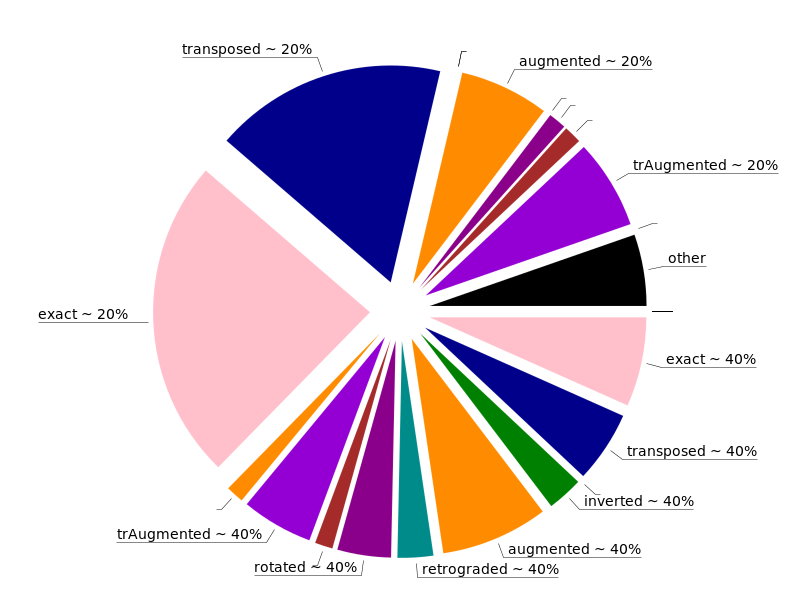 transposed ~ 20%
augmented ~ 20%
trAugmented ~ 20%
other
exact ~ 20%
exact ~ 40%
transposed ~ 40%
inverted ~ 40%
trAugmented ~ 40%
augmented ~ 40%
rotated ~ 40%
retrograded ~ 40%